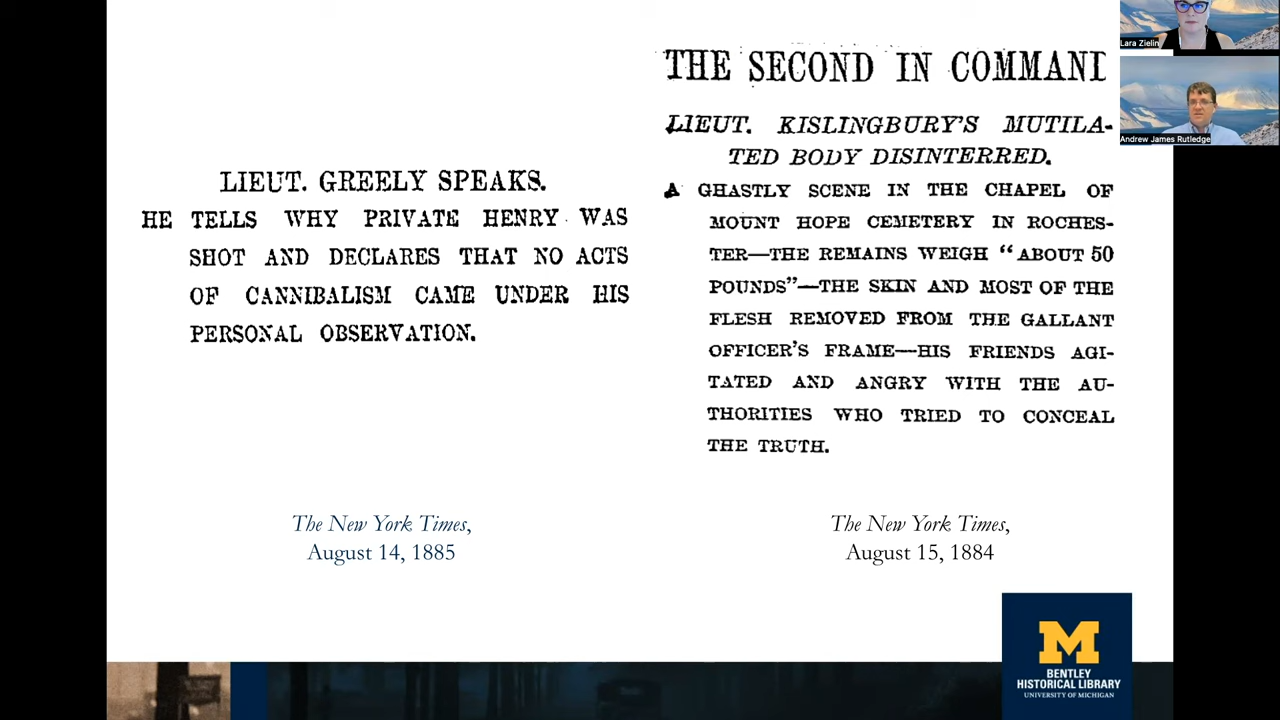 LIEUT. GREELY SPEAKS.
HE TELLS WHY PRIVATE HENRY WAS
SHOT AND DECLARES THAT NO ACTS
OF CANNIBALISM CAME UNDER HIS
PERSONAL OBSERVATION.
The New York Times,
August 14, 1885
THE SECOND IN COMMAND
LIEUT. KISLINGBURY'S MUTILA-
TED BODY DISINTERRED.
A GHASTLY SCENE IN THE CHAPEL OF
MOUNT HOPE CEMETERY IN ROCHES-
TER—THE REMAINS WEIGH "ABOUT 50
POUNDS"—THE SKIN AND MOST OF THE
FLESH REMOVED FROM THE GALLANT
OFFICER'S FRAME—HIS FRIENDS AGI-
TATED AND ANGRY WITH THE AU-
THORITIES WHO TRIED TO CONCEAL
THE TRUTH.
The New York Times,
August 15, 1884
Lara Zielin
Andrew James Rutledge
M
BENTLEY
HISTORICAL LIBRARY
UNIVERSITY OF MICHIGAN